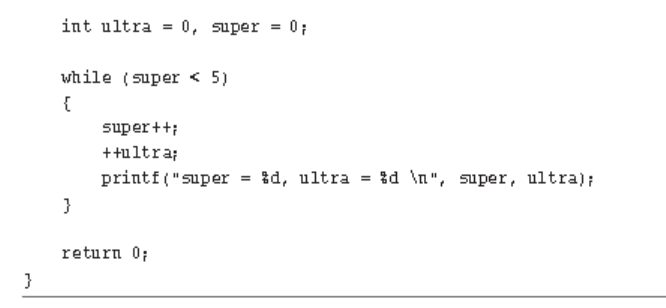 int ultra = 0, super = 0;
while (super < 5)
{
super++;
++ultra;
printf("super = %d, ultra = %d \n", super, ultra);
}
return 0;
}